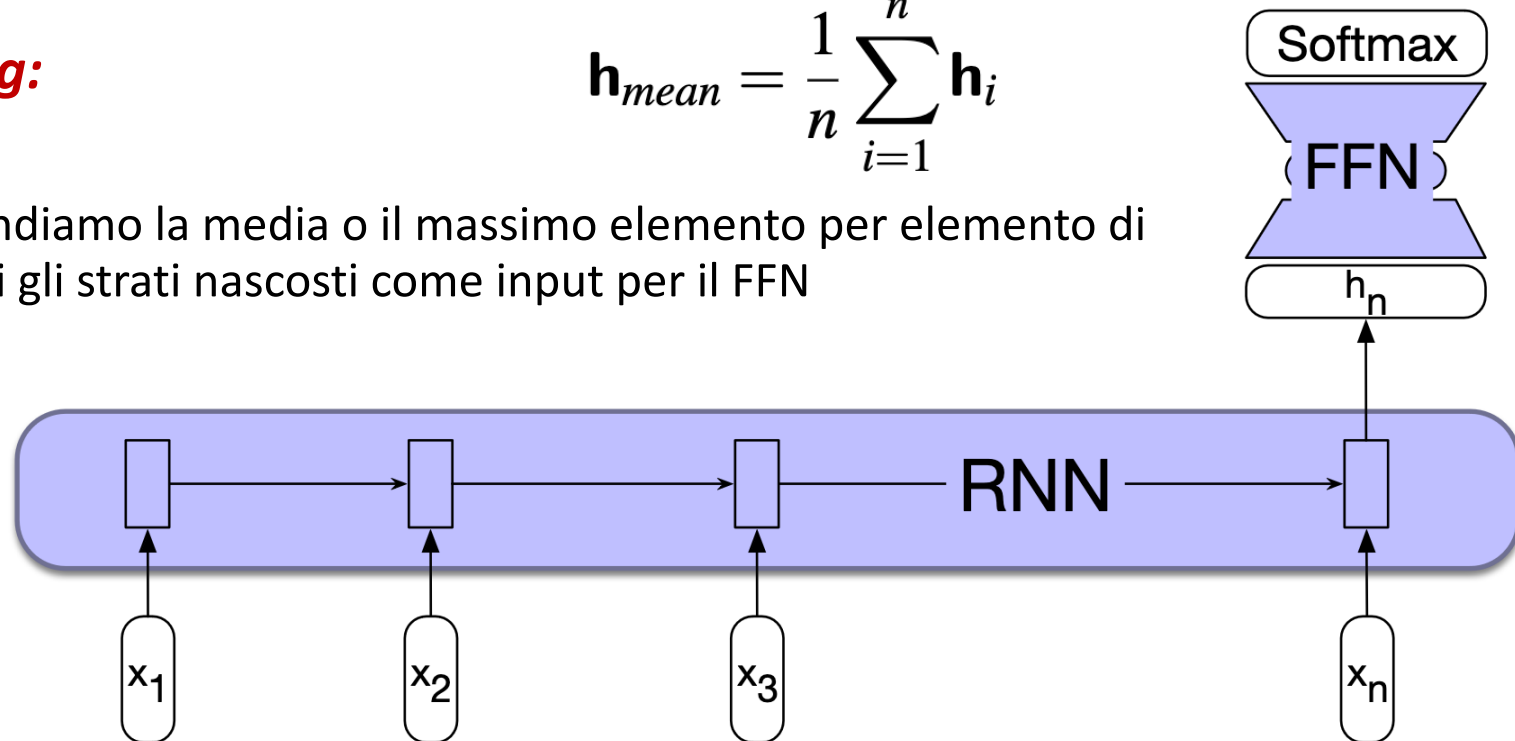 g:
h_mean = 1/n ∑_{i=1}^{n} h_i
ndiamo la media o il massimo elemento per elemento di
i gli strati nascosti come input per il FFN
Softmax
FFN
h_n
RNN
x_1
x_2
x_3
x_n